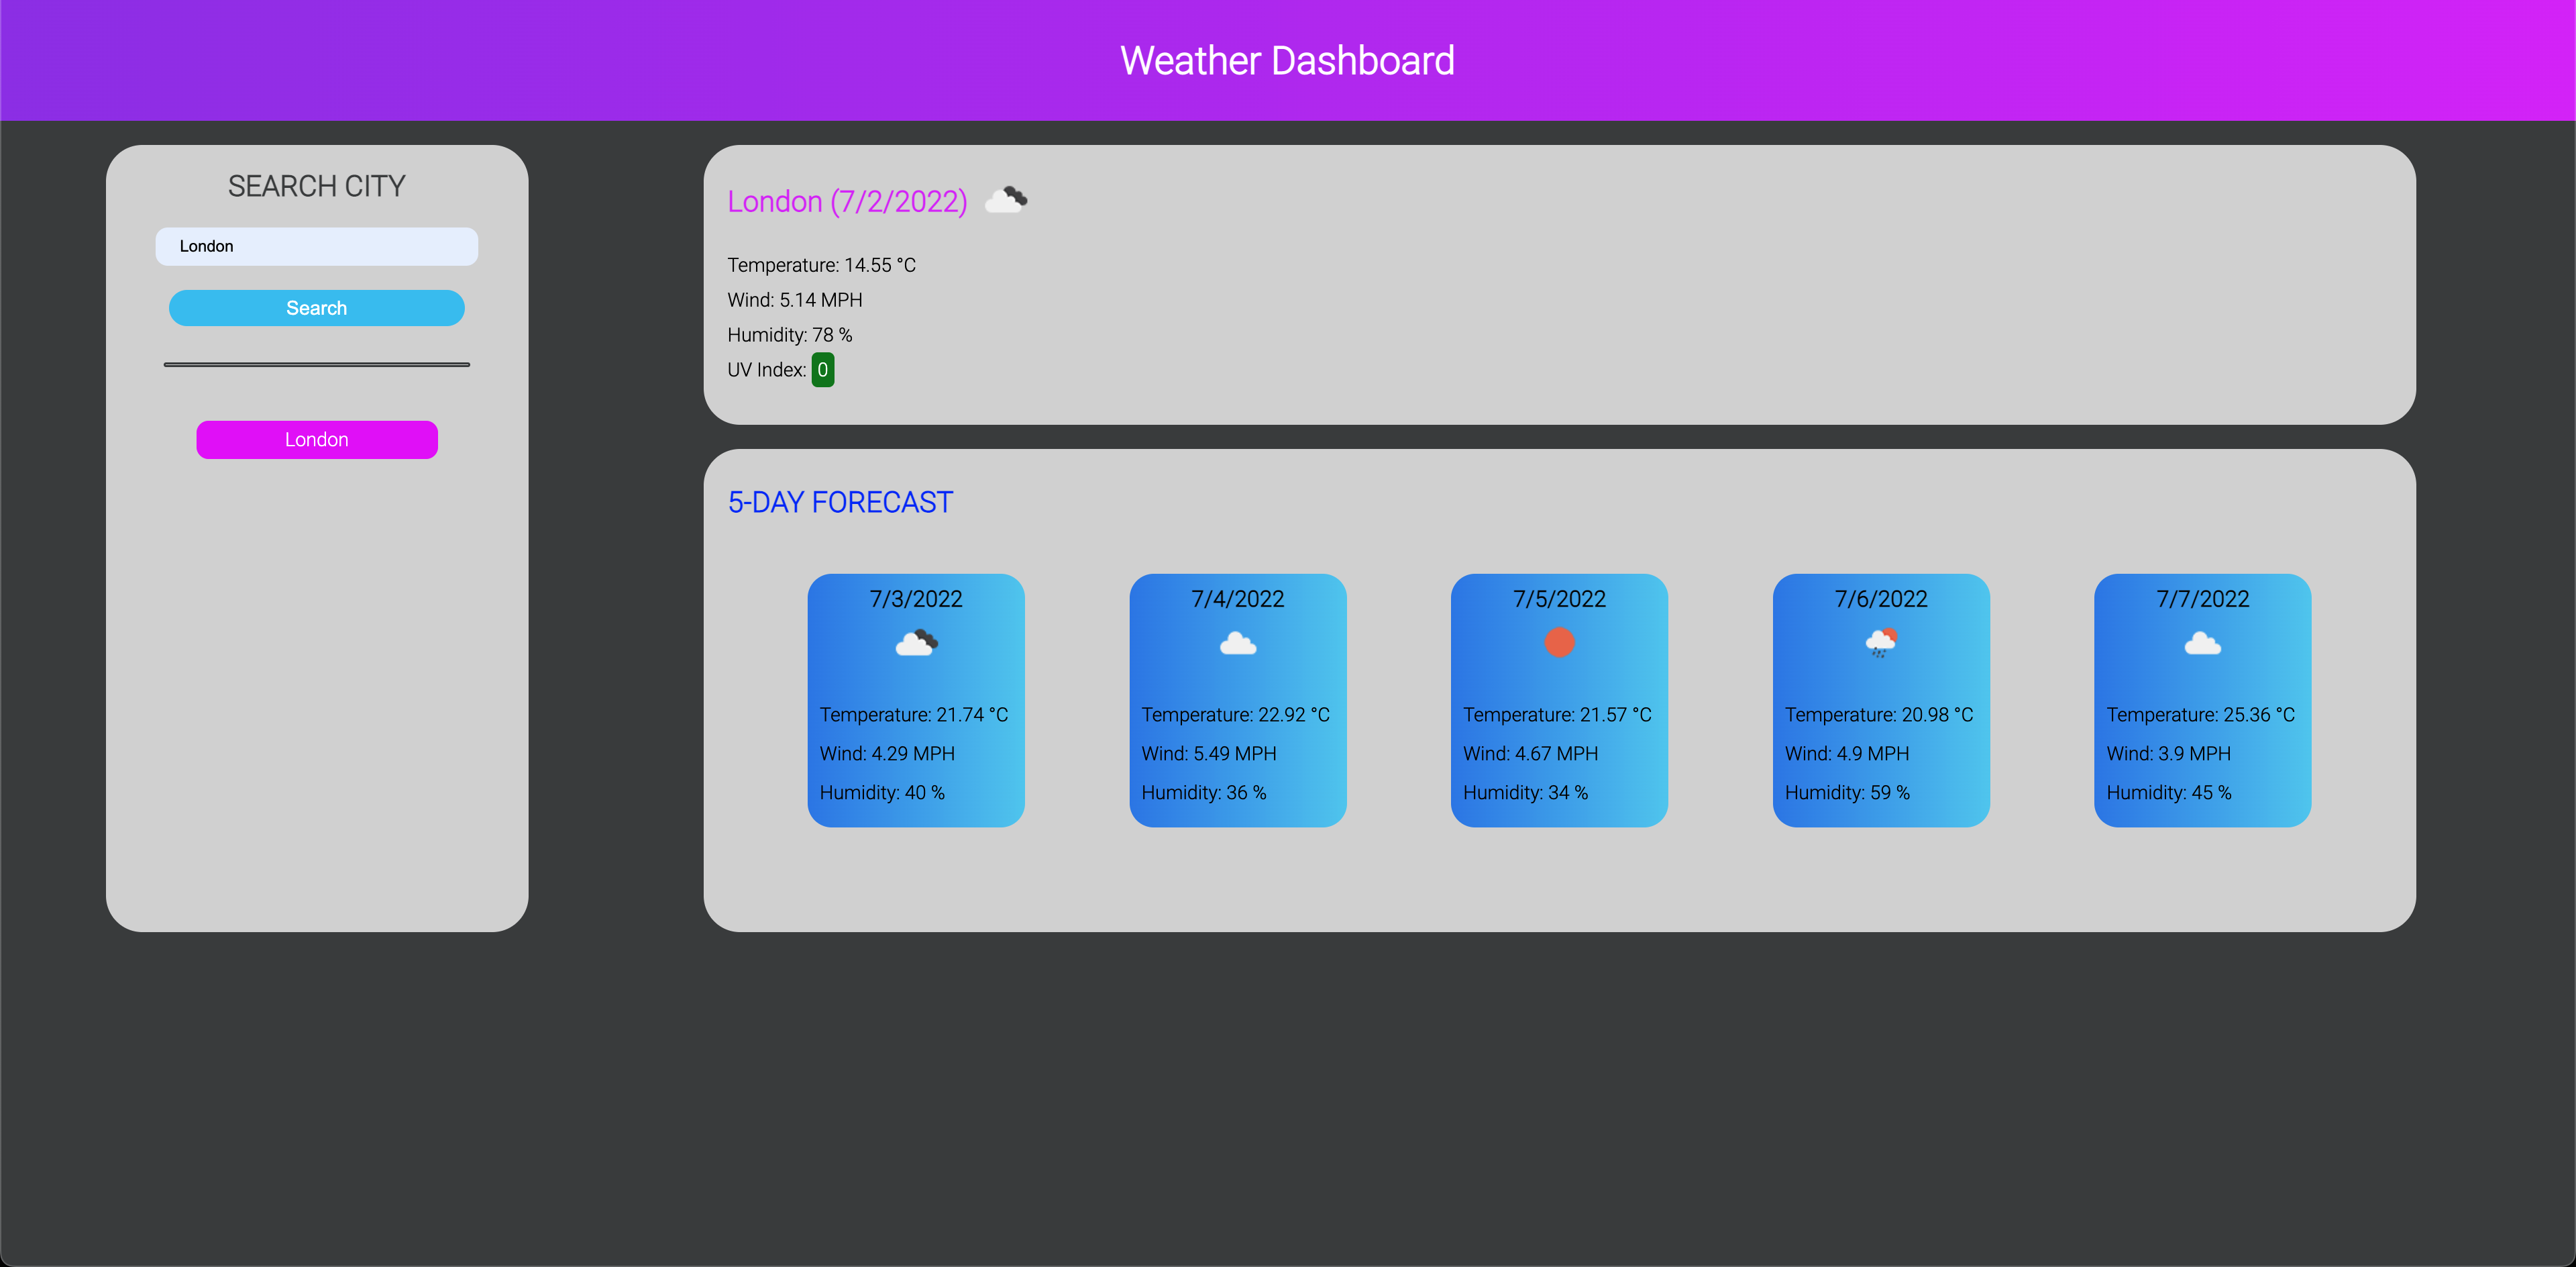 Weather Dashboard
SEARCH CITY
London
Search
London
London (7/2/2022)
Temperature: 14.55 °C
Wind: 5.14 MPH
Humidity: 78 %
UV Index: 0
5-DAY FORECAST
7/3/2022
Temperature: 21.74 °C
Wind: 4.29 MPH
Humidity: 40 %
7/4/2022
Temperature: 22.92 °C
Wind: 5.49 MPH
Humidity: 36 %
7/5/2022
Temperature: 21.57 °C
Wind: 4.67 MPH
Humidity: 34 %
7/6/2022
Temperature: 20.98 °C
Wind: 4.9 MPH
Humidity: 59 %
7/7/2022
Temperature: 25.36 °C
Wind: 3.9 MPH
Humidity: 45 %